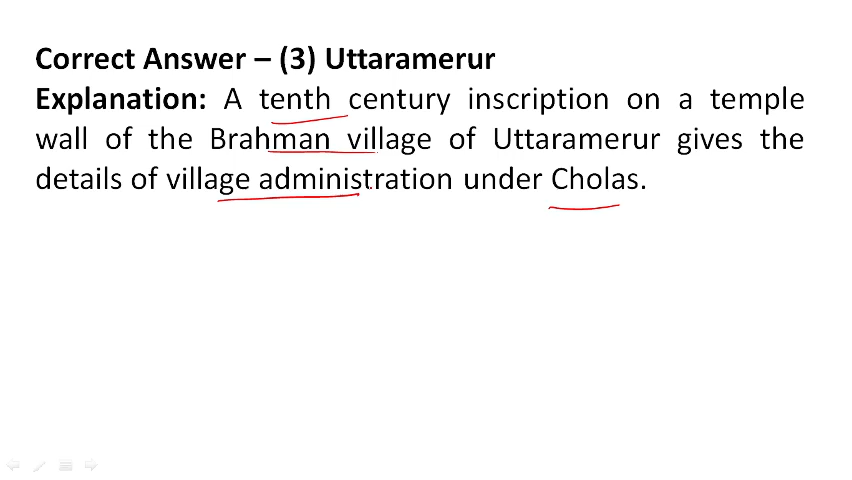 Correct Answer – (3) Uttaramerur
Explanation: A tenth century inscription on a temple
wall of the Brahman village of Uttaramerur gives the
details of village administration under Cholas.